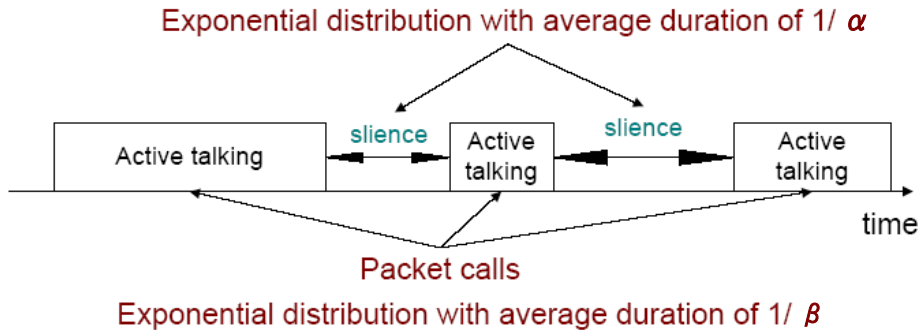 Exponential distribution with average duration of 1/ α
slience
slience
Active talking
Active
talking
Active
talking
time
Packet calls
Exponential distribution with average duration of 1/ β